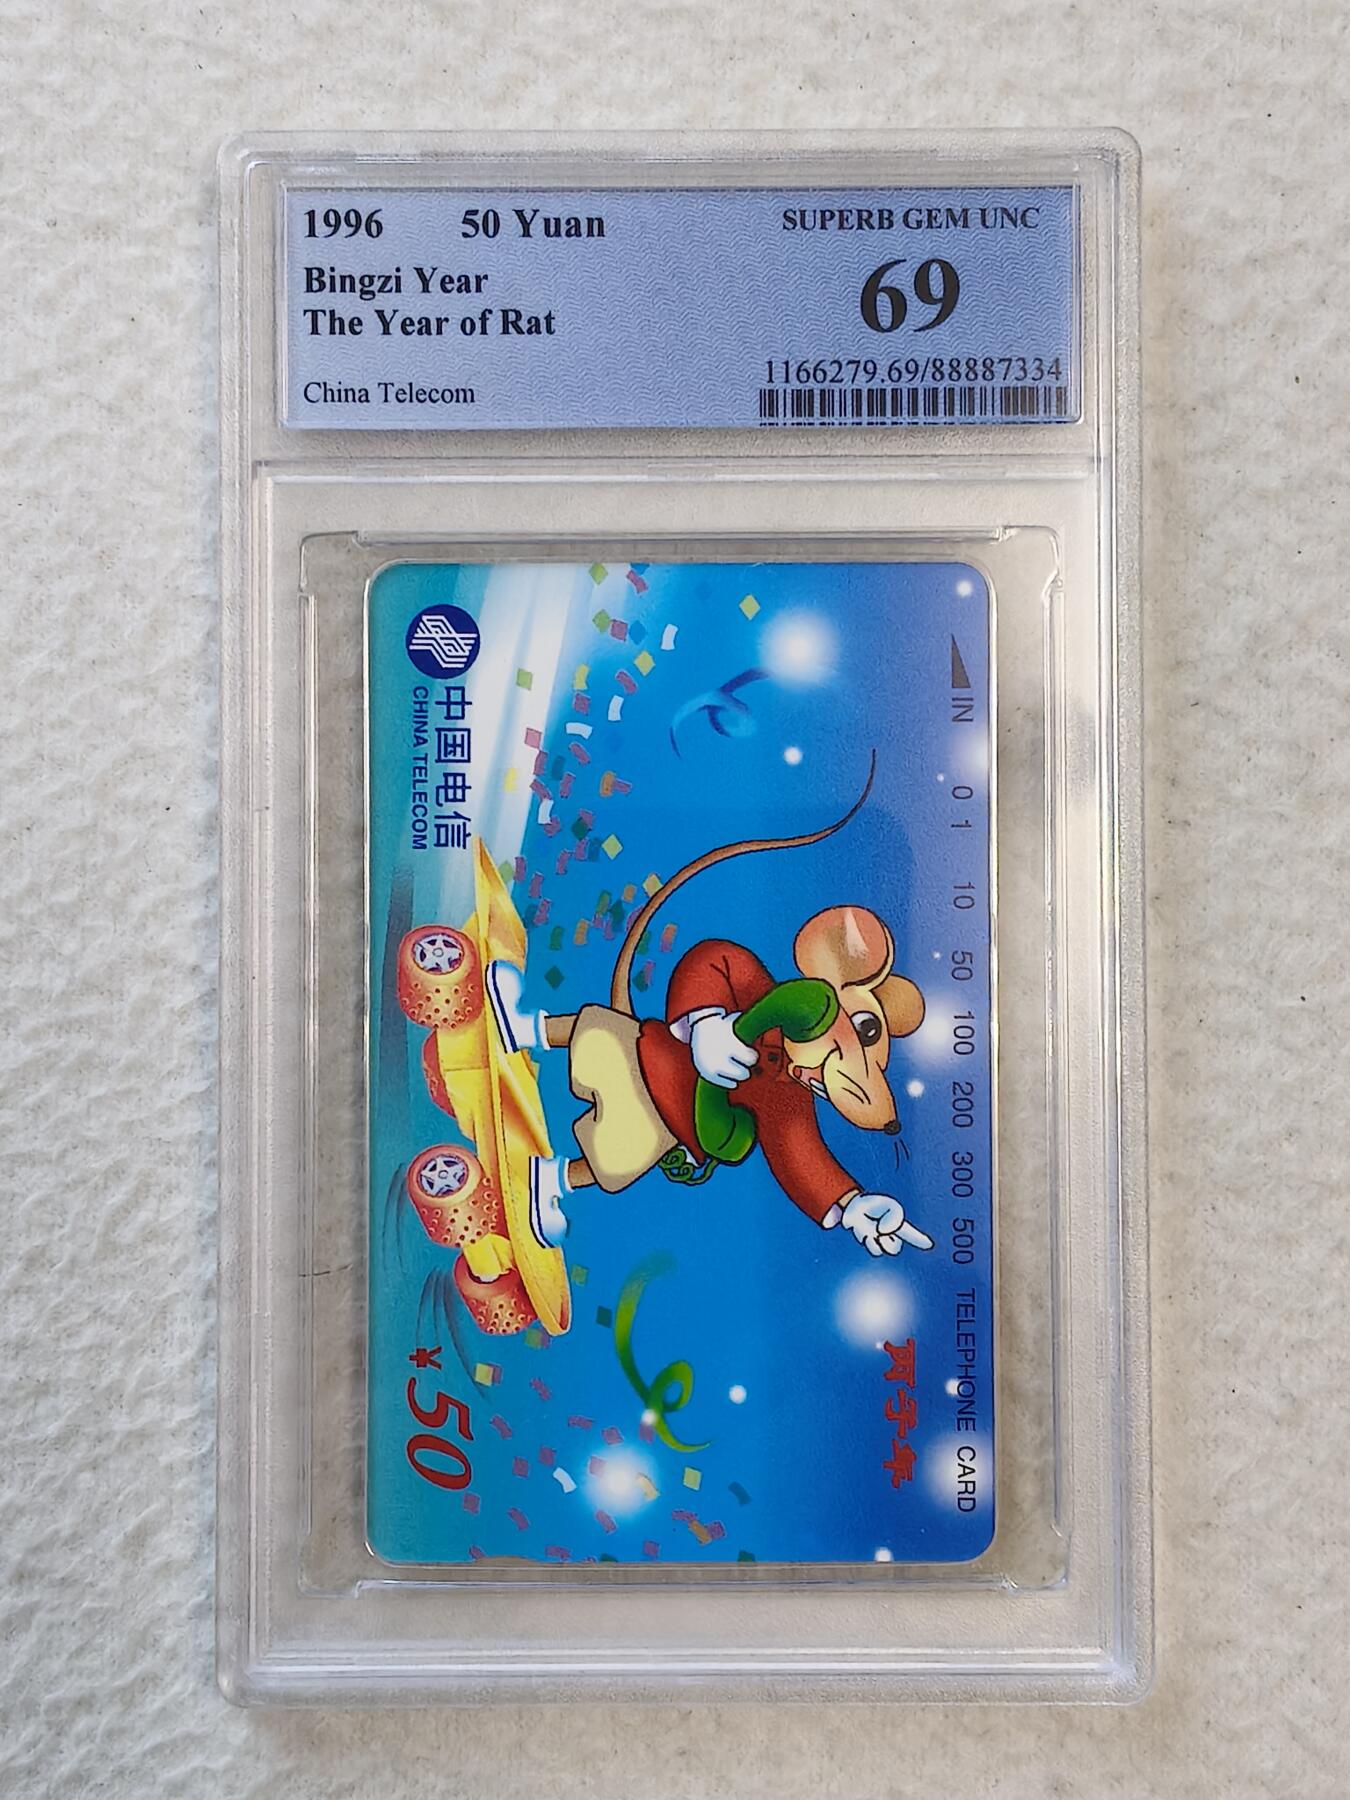 1996 50 Yuan
Bingzi Year
The Year of Rat
China Telecom
SUPERB GEM UNC
69
1166279.69/88887334
IN 0 1 10 50 100 200 300 500 TELEPHONE CARD
丙子年
中国电信
CHINA TELECOM
¥50